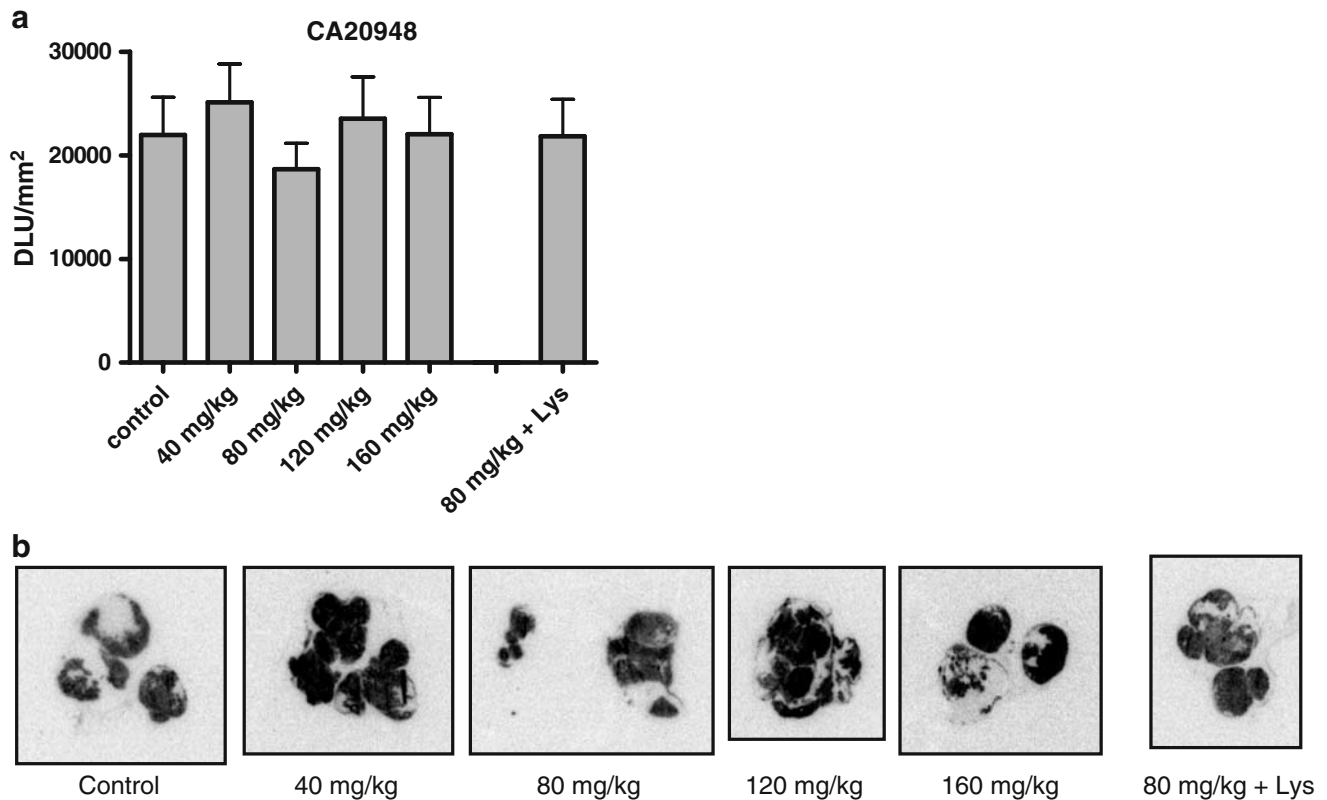 a
CA20948
30000
20000
10000
0
DLU/mm²
control
40 mg/kg
80 mg/kg
120 mg/kg
160 mg/kg
80 mg/kg + Lys
b
Control
40 mg/kg
80 mg/kg
120 mg/kg
160 mg/kg
80 mg/kg + Lys